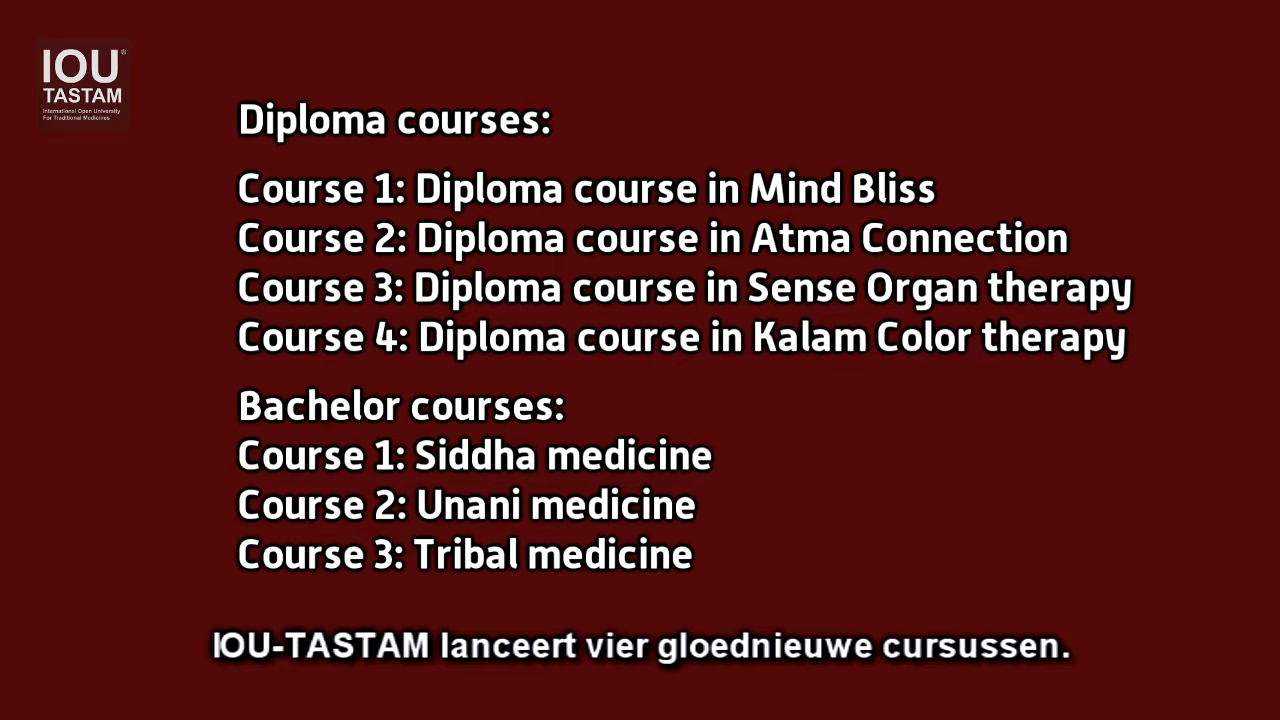 IOU®
TASTAM
International Open University
For Traditional Medicines
Diploma courses:
Course 1: Diploma course in Mind Bliss
Course 2: Diploma course in Atma Connection
Course 3: Diploma course in Sense Organ therapy
Course 4: Diploma course in Kalam Color therapy
Bachelor courses:
Course 1: Siddha medicine
Course 2: Unani medicine
Course 3: Tribal medicine
IOU-TASTAM lanceert vier gloednieuwe cursussen.